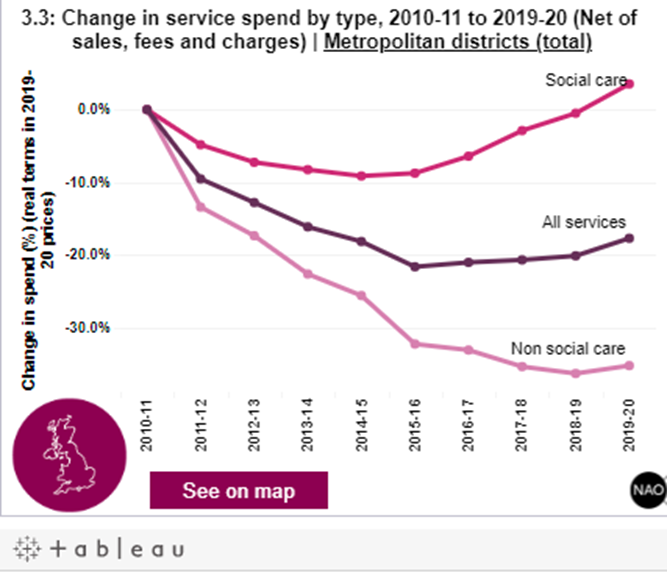 3.3: Change in service spend by type, 2010-11 to 2019-20 (Net of
sales, fees and charges) | Metropolitan districts (total)
Change in spend (%) (real terms in 2019-
20 prices)
0.0%
-10.0%
-20.0%
-30.0%
Social care
All services
Non social care
2010-11
2011-12
2012-13
2013-14
2014-15
2015-16
2016-17
2017-18
2018-19
2019-20
See on map
NAO
+ a b l e a u